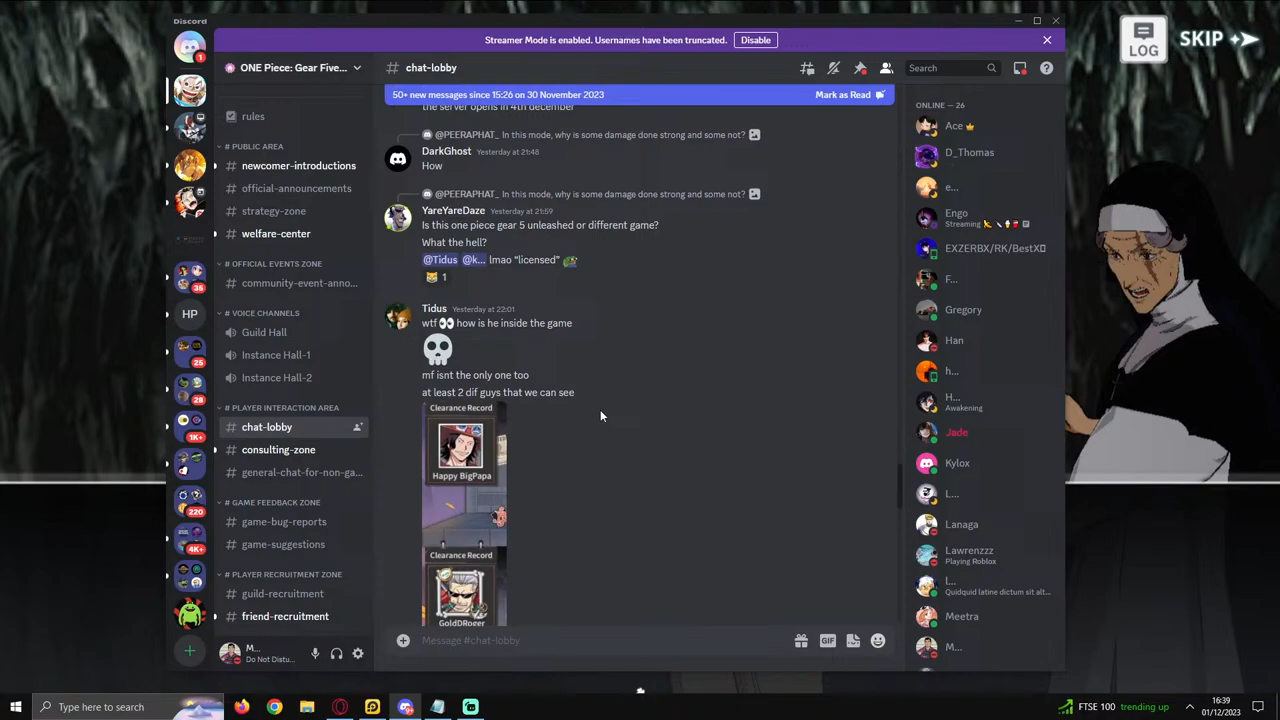 Discord
Streamer Mode is enabled. Usernames have been truncated.
Disable
LOG
SKIP
1
35
HP
25
28
1K+
220
4K+
ONE Piece: Gear Five...
rules
# PUBLIC AREA
newcomer-introductions
official-announcements
strategy-zone
welfare-center
# OFFICIAL EVENTS ZONE
community-event-anno...
# VOICE CHANNELS
Guild Hall
Instance Hall-1
Instance Hall-2
# PLAYER INTERACTION AREA
chat-lobby
consulting-zone
general-chat-for-non-ga...
# GAME FEEDBACK ZONE
game-bug-reports
game-suggestions
# PLAYER RECRUITMENT ZONE
guild-recruitment
friend-recruitment
M...
Do Not Distu...
# chat-lobby
Search
50+ new messages since 15:26 on 30 November 2023
Mark as Read
the server opens in 4th december
@PEERAPHAT_ In this mode, why is some damage done strong and some not?
DarkGhost Yesterday at 21:48
How
@PEERAPHAT_ In this mode, why is some damage done strong and some not?
YareYareDaze Yesterday at 21:59
Is this one piece gear 5 unleashed or different game?
What the hell?
@Tidus @k... lmao “licensed”
1
Tidus Yesterday at 22:01
wtf 👀 how is he inside the game
mf isnt the only one too
at least 2 dif guys that we can see
Clearance Record
Happy BigPapa
Clearance Record
GoldDRoger
Message #chat-lobby
GIF
ONLINE — 26
Ace
D_Thomas
e...
Engo
Streaming
EXZERBX/RK/BestX
F...
Gregory
Han
h...
H...
Awakening
Jade
Kylox
L...
Lanaga
Lawrenzzz
Playing Roblox
l...
Quidquid latine dictum sit alt...
Meetra
M...
Type here to search
FTSE 100 trending up
16:39
01/12/2023